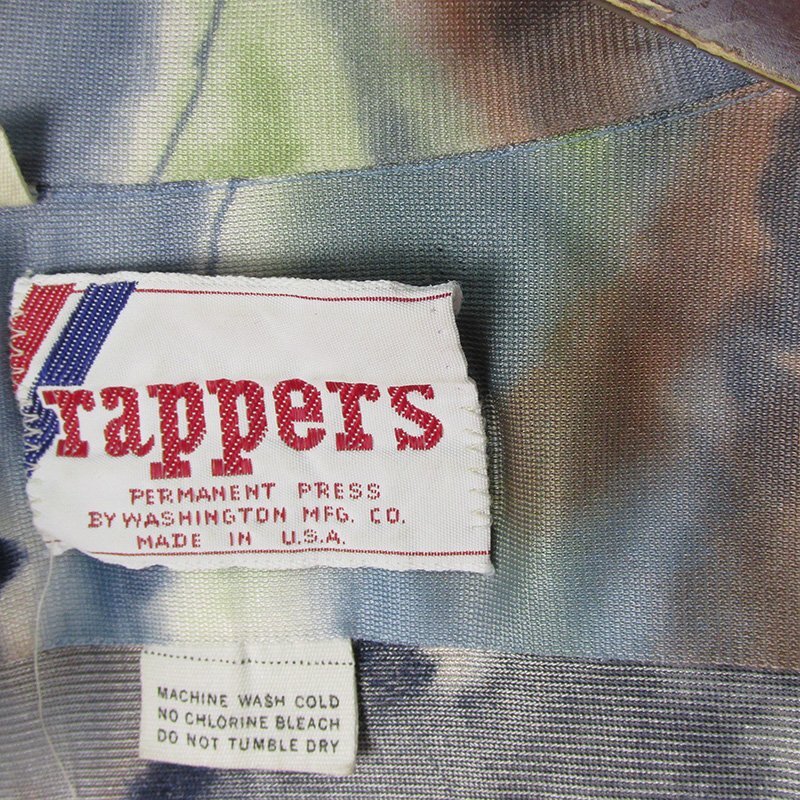 rappers
PERMANENT PRESS
BY WASHINGTON MFG. CO.
MADE IN U.S.A.
MACHINE WASH COLD
NO CHLORINE BLEACH
DO NOT TUMBLE DRY